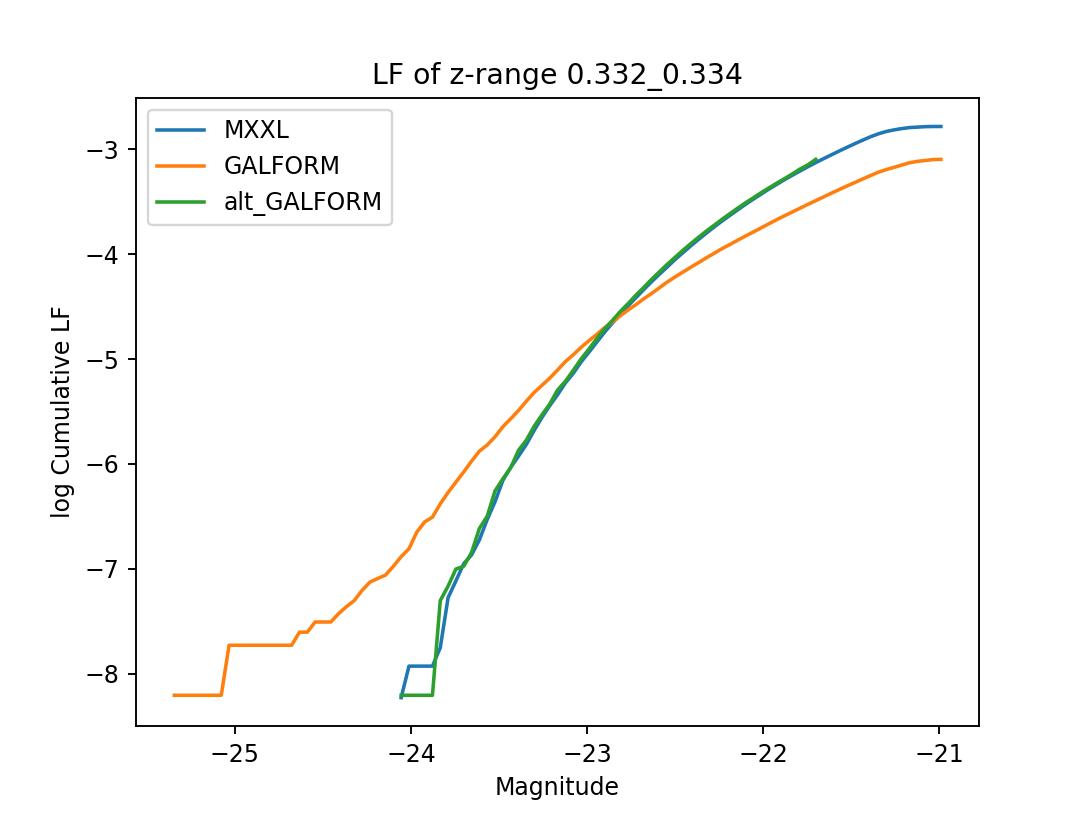 LF of z-range 0.332_0.334
MXXL
GALFORM
alt_GALFORM
log Cumulative LF
−3
−4
−5
−6
−7
−8
−25
−24
−23
−22
−21
Magnitude